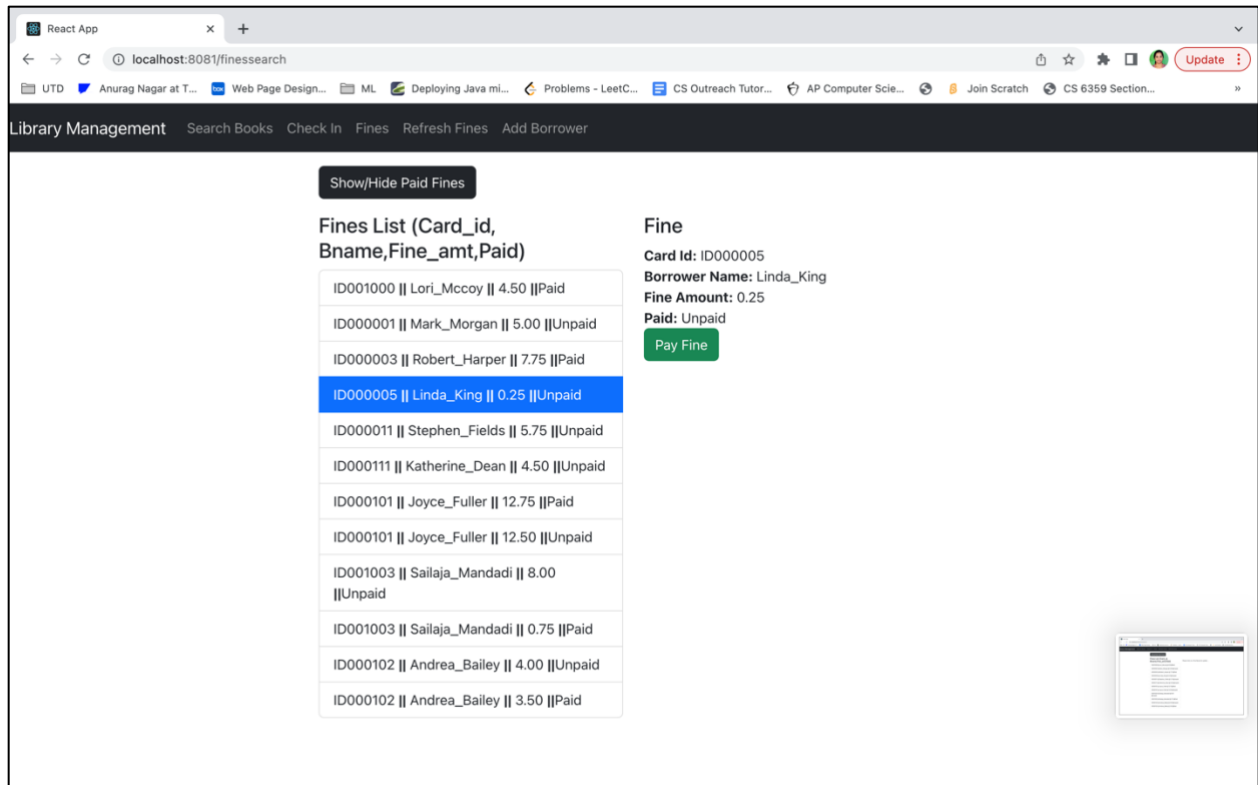 React App
localhost:8081/finessearch
Update
UTD
Anurag Nagar at T...
Web Page Design...
ML
Deploying Java mi...
Problems - LeetC...
CS Outreach Tutor...
AP Computer Scie...
Join Scratch
CS 6359 Section...
»
Library Management Search Books Check In Fines Refresh Fines Add Borrower
Show/Hide Paid Fines
Fines List (Card_id,
Bname,Fine_amt,Paid)
ID001000 || Lori_Mccoy || 4.50 ||Paid
ID000001 || Mark_Morgan || 5.00 ||Unpaid
ID000003 || Robert_Harper || 7.75 ||Paid
ID000005 || Linda_King || 0.25 ||Unpaid
ID000011 || Stephen_Fields || 5.75 ||Unpaid
ID000111 || Katherine_Dean || 4.50 ||Unpaid
ID000101 || Joyce_Fuller || 12.75 ||Paid
ID000101 || Joyce_Fuller || 12.50 ||Unpaid
ID001003 || Sailaja_Mandadi || 8.00
||Unpaid
ID001003 || Sailaja_Mandadi || 0.75 ||Paid
ID000102 || Andrea_Bailey || 4.00 ||Unpaid
ID000102 || Andrea_Bailey || 3.50 ||Paid
Fine
Card Id: ID000005
Borrower Name: Linda_King
Fine Amount: 0.25
Paid: Unpaid
Pay Fine